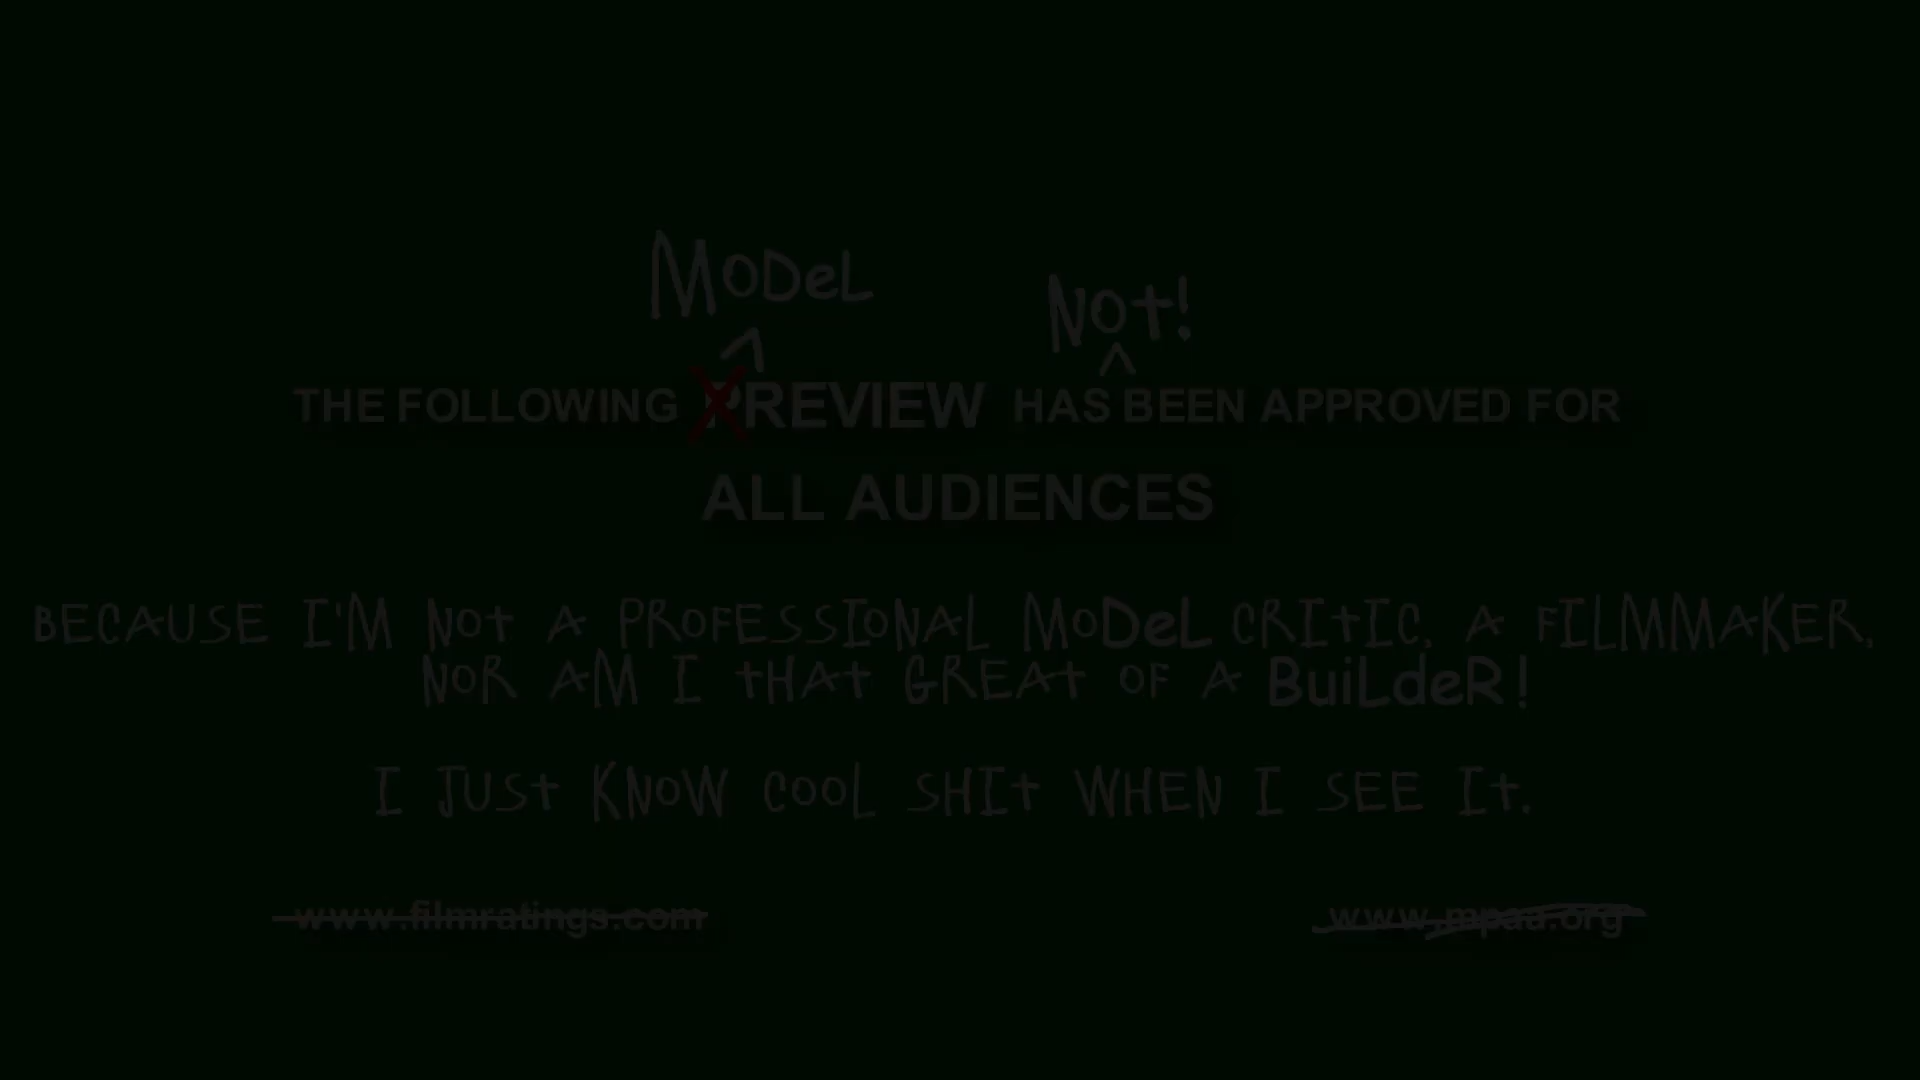 MoDeL NOt!
^ ^
THE FOLLOWING PREVIEW HAS BEEN APPROVED FOR
ALL AUDIENCES
BECAUSE I'M NOt A PROFESSIONAL MoDeL CRItIC, A FILMMAKER,
NOR AM I tHAt GREAt OF A BuiLdeR!
I JUSt KNOW COOL SHIt WHEN I SEE It.
www.filmratings.com www.mpaa.org